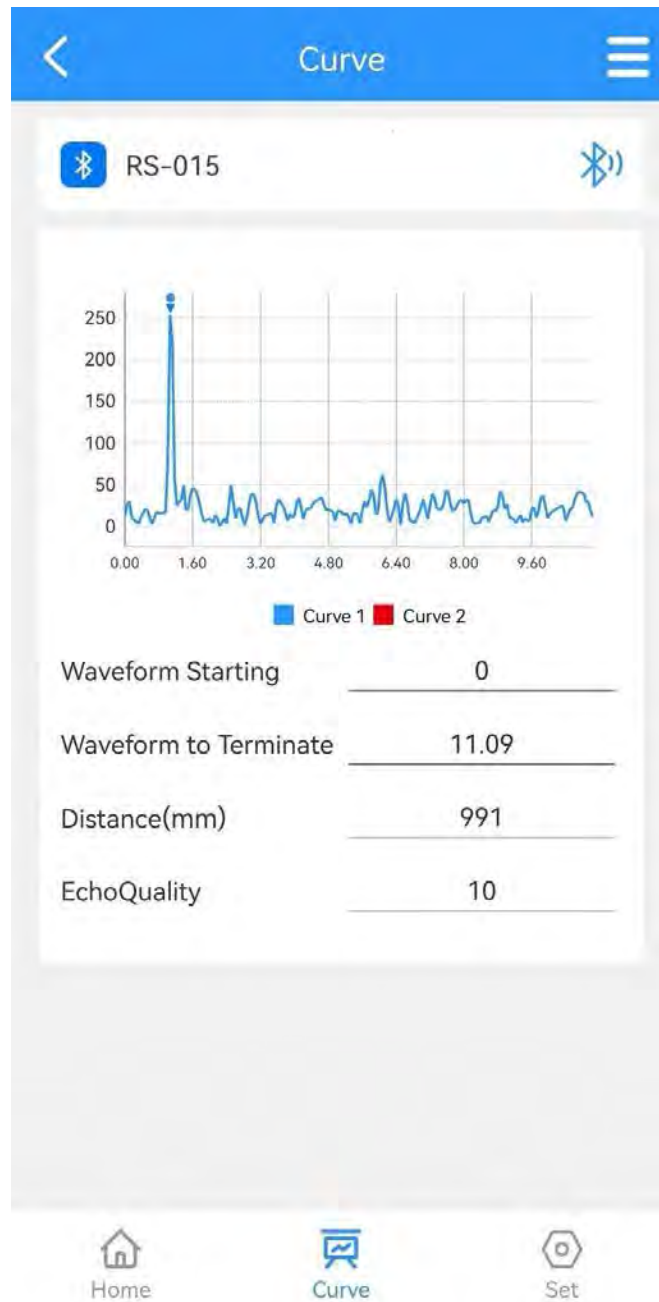 Curve
RS-015
250
200
150
100
50
0
0.00 1.60 3.20 4.80 6.40 8.00 9.60
Curve 1 Curve 2
Waveform Starting 0
Waveform to Terminate 11.09
Distance(mm) 991
EchoQuality 10
Home Curve Set